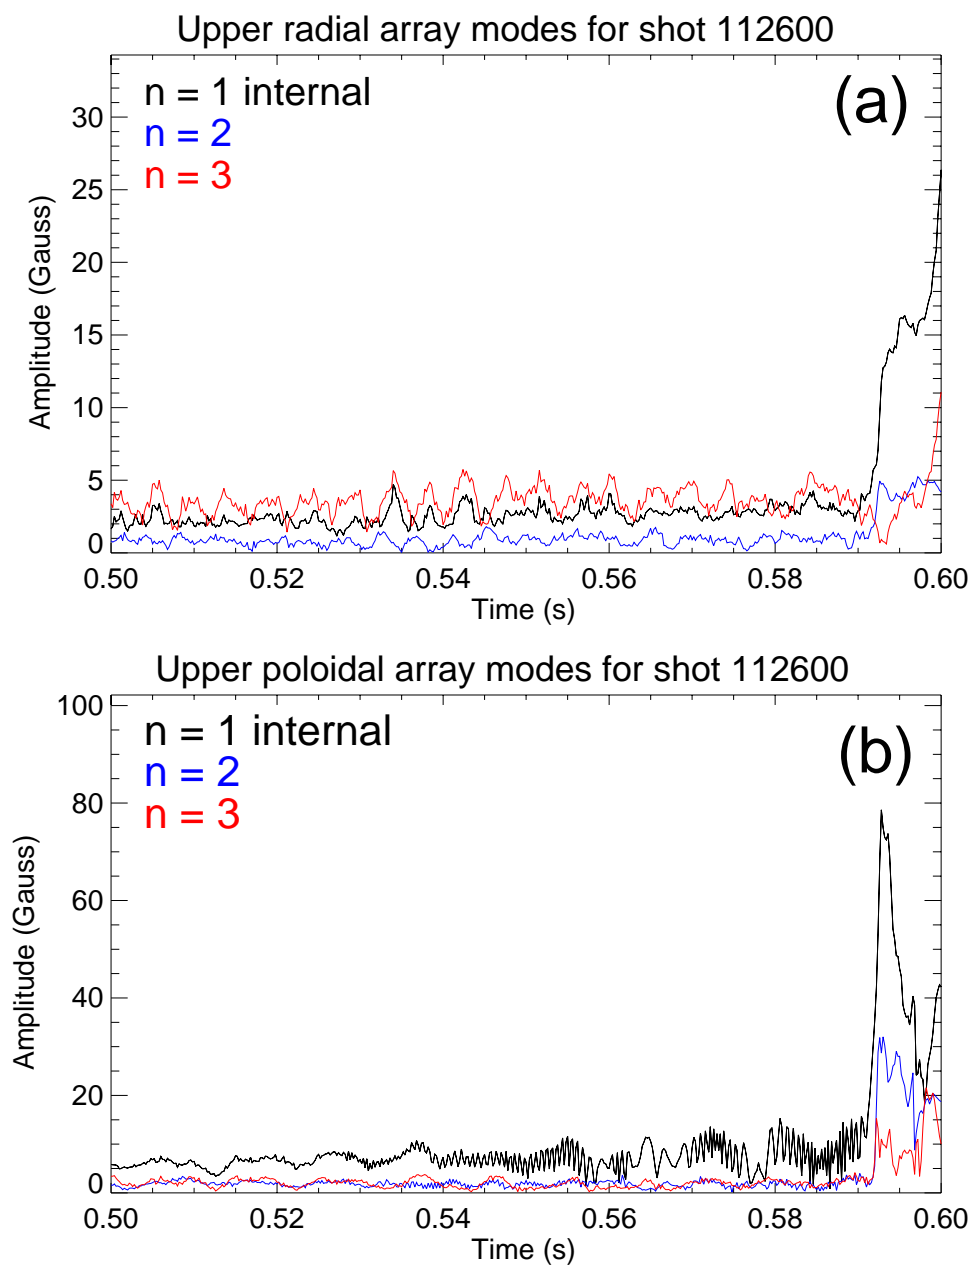 Upper radial array modes for shot 112600
n = 1 internal
(a)
n = 2
n = 3
Amplitude (Gauss)
30
25
20
15
10
5
0
0.50 0.52 0.54 0.56 0.58 0.60
Time (s)
Upper poloidal array modes for shot 112600
n = 1 internal
(b)
n = 2
n = 3
Amplitude (Gauss)
100
80
60
40
20
0
0.50 0.52 0.54 0.56 0.58 0.60
Time (s)